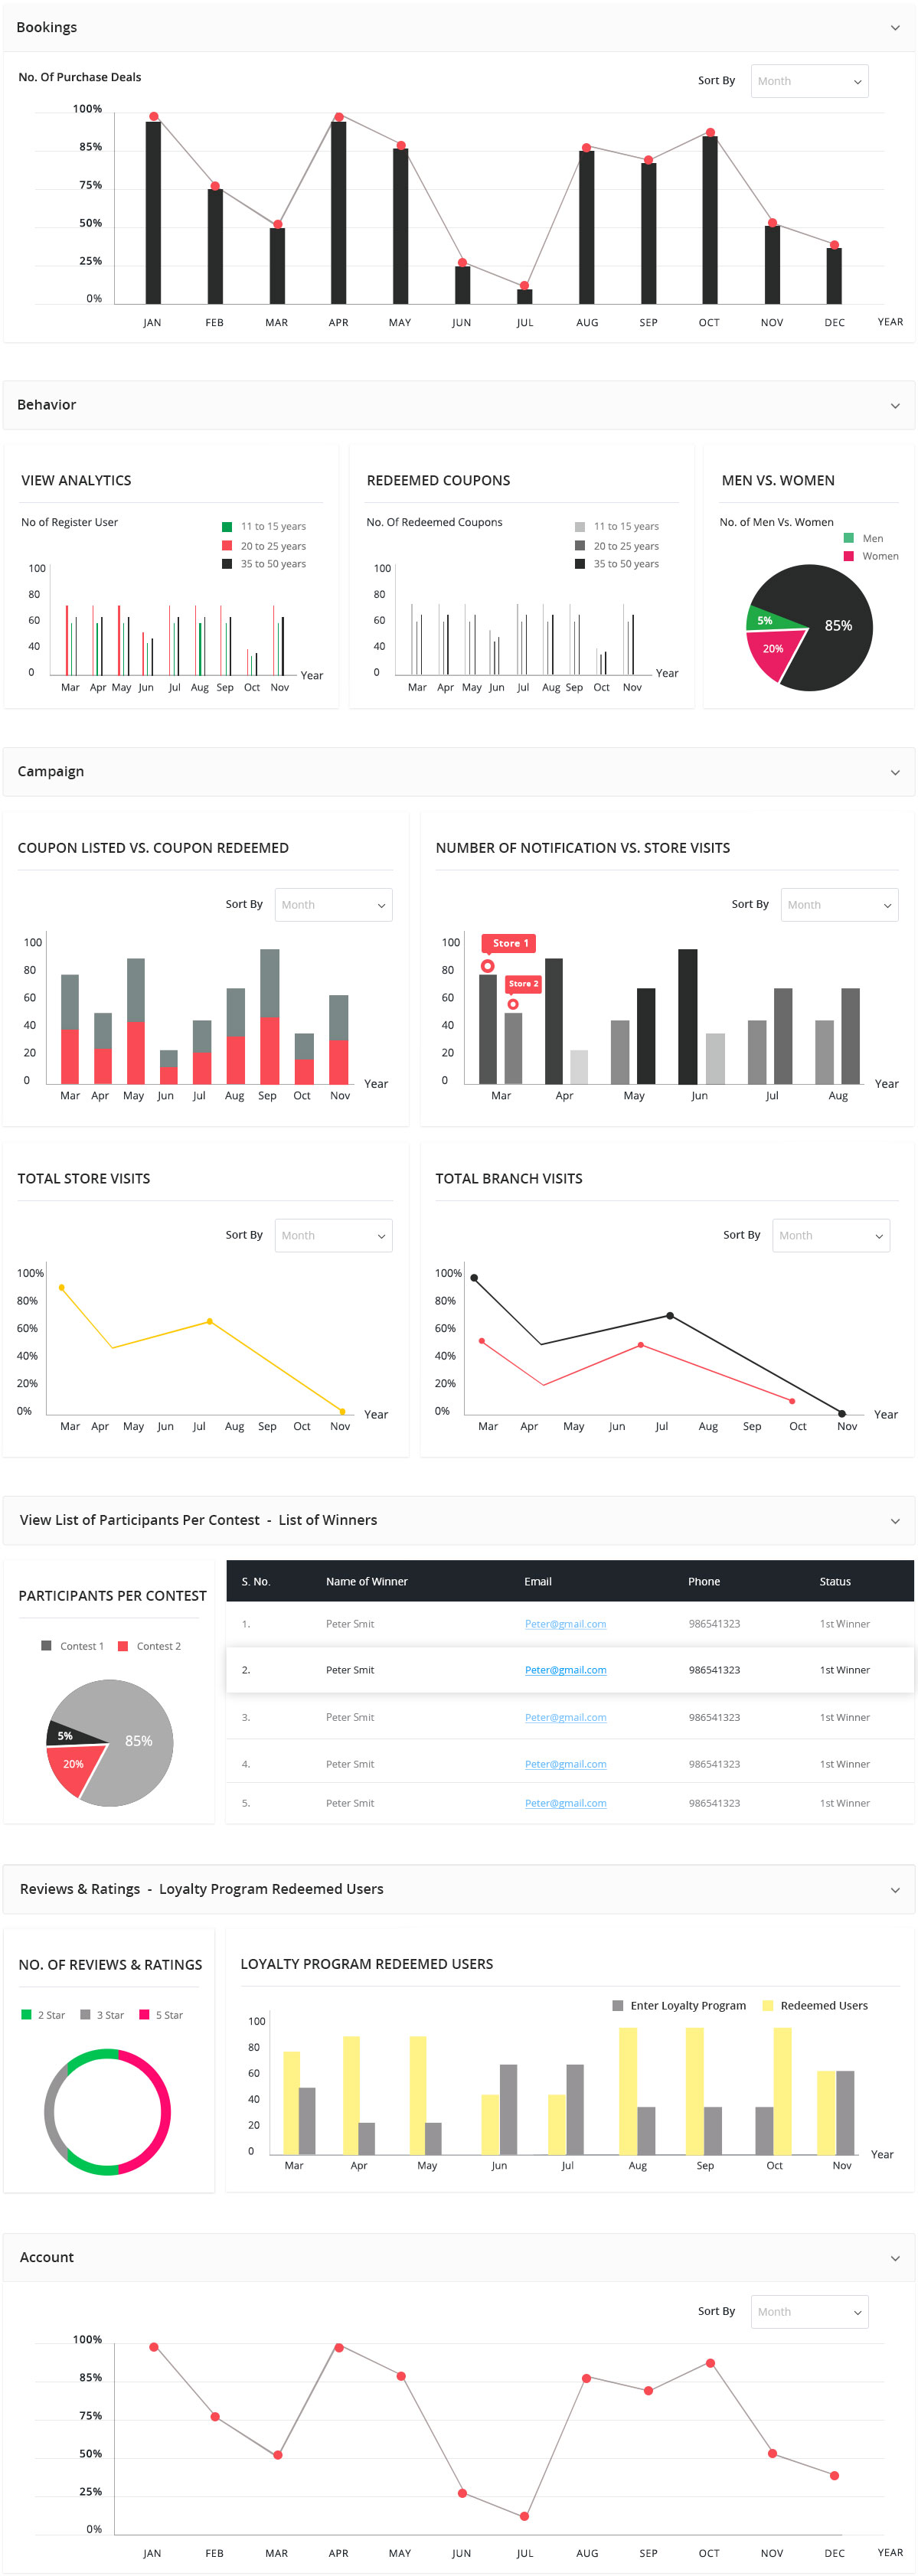 Bookings
No. Of Purchase Deals
Sort By Month
100%
85%
75%
50%
25%
0%
JAN FEB MAR APR MAY JUN JUL AUG SEP OCT NOV DEC YEAR
Behavior
VIEW ANALYTICS
No of Register User
11 to 15 years
20 to 25 years
35 to 50 years
100
80
60
40
0
Mar Apr May Jun Jul Aug Sep Oct Nov Year
REDEEMED COUPONS
No. Of Redeemed Coupons
11 to 15 years
20 to 25 years
35 to 50 years
100
80
60
40
0
Mar Apr May Jun Jul Aug Sep Oct Nov Year
MEN VS. WOMEN
No. of Men Vs. Women
Men
Women
5%
85%
20%
Campaign
COUPON LISTED VS. COUPON REDEEMED
Sort By Month
100
80
60
40
20
0
Mar Apr May Jun Jul Aug Sep Oct Nov Year
NUMBER OF NOTIFICATION VS. STORE VISITS
Sort By Month
Store 1
Store 2
100
80
60
40
20
0
Mar Apr May Jun Jul Aug Year
TOTAL STORE VISITS
Sort By Month
100%
80%
60%
40%
20%
0%
Mar Apr May Jun Jul Aug Sep Oct Nov Year
TOTAL BRANCH VISITS
Sort By Month
100%
80%
60%
40%
20%
0%
Mar Apr May Jun Jul Aug Sep Oct Nov Year
View List of Participants Per Contest - List of Winners
PARTICIPANTS PER CONTEST
Contest 1 Contest 2
5%
85%
20%
S. No. Name of Winner Email Phone Status
1. Peter Smit Peter@gmail.com 986541323 1st Winner
2. Peter Smit Peter@gmail.com 986541323 1st Winner
3. Peter Smit Peter@gmail.com 986541323 1st Winner
4. Peter Smit Peter@gmail.com 986541323 1st Winner
5. Peter Smit Peter@gmail.com 986541323 1st Winner
Reviews & Ratings - Loyalty Program Redeemed Users
NO. OF REVIEWS & RATINGS
2 Star 3 Star 5 Star
LOYALTY PROGRAM REDEEMED USERS
Enter Loyalty Program Redeemed Users
100
80
60
40
20
0
Mar Apr May Jun Jul Aug Sep Oct Nov Year
Account
Sort By Month
100%
85%
75%
50%
25%
0%
JAN FEB MAR APR MAY JUN JUL AUG SEP OCT NOV DEC YEAR